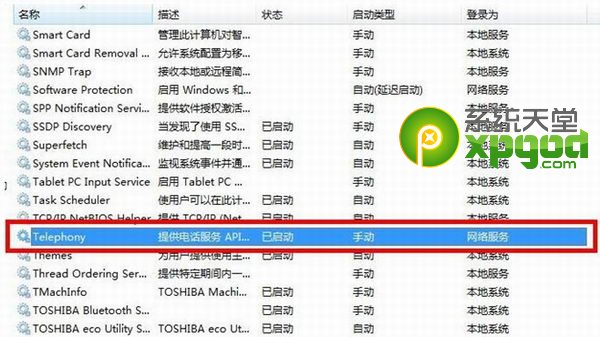 名称 描述 状态 启动类型 登录为
Smart Card 管理此计算机对智... 手动 本地服务
Smart Card Removal ... 允许系统配置为移... 手动 本地系统
SNMP Trap 接收本地或远程简... 手动 本地服务
Software Protection 启用 Windows 和... 自动(延迟启动) 网络服务
SPP Notification Servi... 提供软件授权激活... 手动 本地服务
SSDP Discovery 当发现了使用 SS... 已启动 手动 本地服务
Superfetch 维护和提高一段时... 已启动 自动
System Event Notifica... 监视系统事件并通... 已启动 自动
Tablet PC Input Service 启用 Tablet PC ... 手动 本地系统
Task Scheduler 使用户可以在此计... 已启动 自动 本地系统
TCP/IP NetBIOS Helper 提供 TCP/IP (Net... 已启动 自动 本地服务
Telephony 提供电话服务 API... 已启动 手动 网络服务
Themes 为用户提供使用主... 已启动 自动 本地系统
Thread Ordering Ser... 提供特定期间内一... 手动 本地服务
TMachInfo TOSHIBA Machi... 已启动 手动 本地系统
TOSHIBA Bluetooth S... 已启动 手动 本地系统
TOSHIBA eco Utility S... TOSHIBA eco Ut... 已启动 自动 本地系统
系统天堂
xpgod